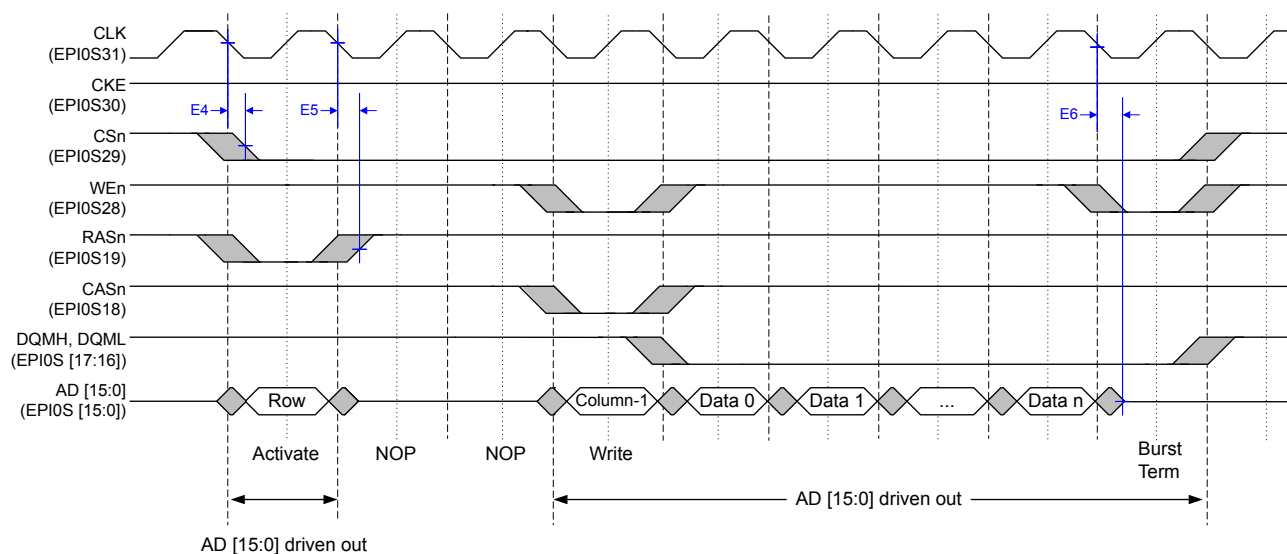 CLK
(EPI0S31)
CKE
(EPI0S30)
E4
E5
E6
CSn
(EPI0S29)
WEn
(EPI0S28)
RASn
(EPI0S19)
CASn
(EPI0S18)
DQMH, DQML
(EPI0S [17:16])
AD [15:0]
(EPI0S [15:0])
Row
Column-1
Data 0
Data 1
...
Data n
Activate
NOP
NOP
Write
Burst
Term
AD [15:0] driven out
AD [15:0] driven out